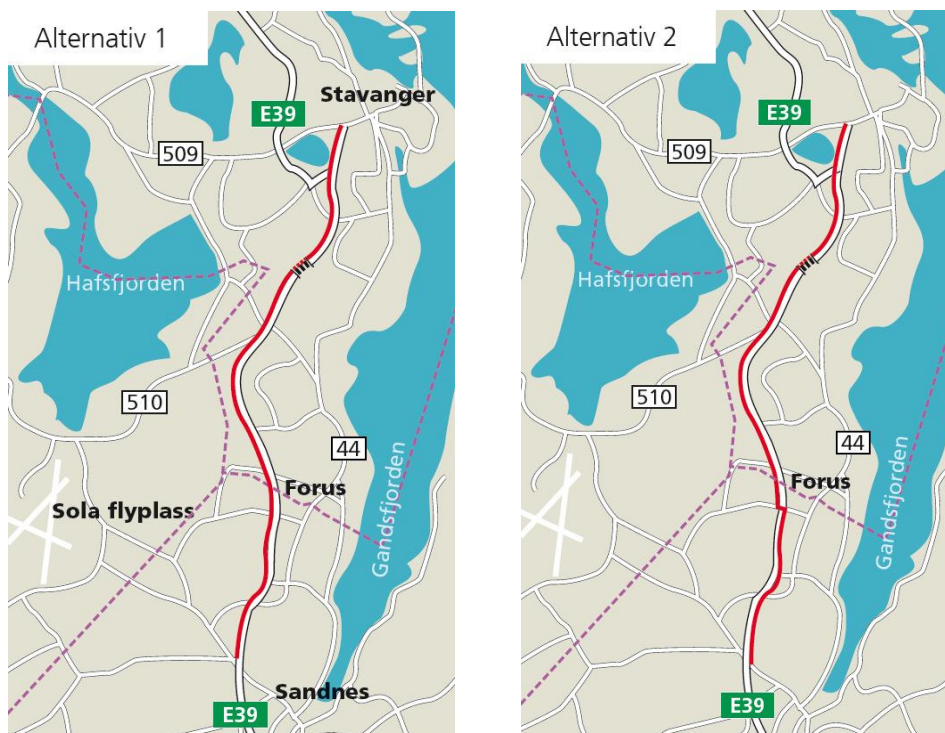 Alternativ 1
Stavanger
E39
509
Hafsfjorden
510
44
Forus
Sola flyplass
Gandsfjorden
Sandnes
E39
Alternativ 2
E39
509
Hafsfjorden
510
44
Forus
Gandsfjorden
E39